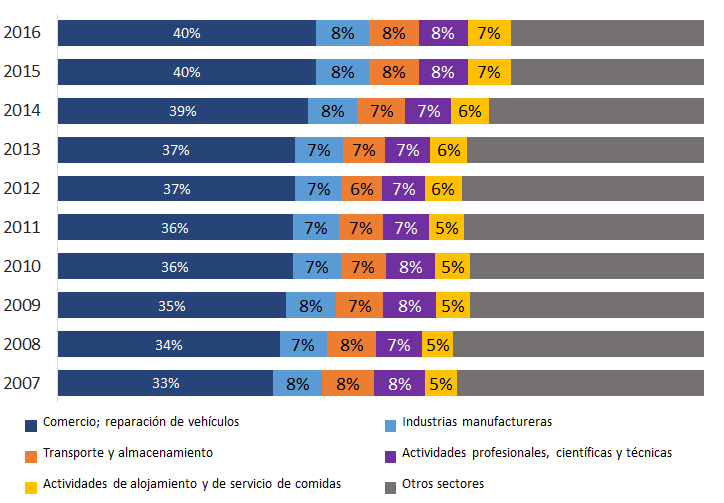 2016 40% 8% 8% 8% 7%
2015 40% 8% 8% 8% 7%
2014 39% 8% 7% 7% 6%
2013 37% 7% 7% 7% 6%
2012 37% 7% 6% 7% 6%
2011 36% 7% 7% 7% 5%
2010 36% 7% 7% 8% 5%
2009 35% 8% 7% 8% 5%
2008 34% 7% 8% 7% 5%
2007 33% 8% 8% 8% 5%
Comercio; reparación de vehículos
Industrias manufactureras
Transporte y almacenamiento
Actividades profesionales, científicas y técnicas
Actividades de alojamiento y de servicio de comidas
Otros sectores